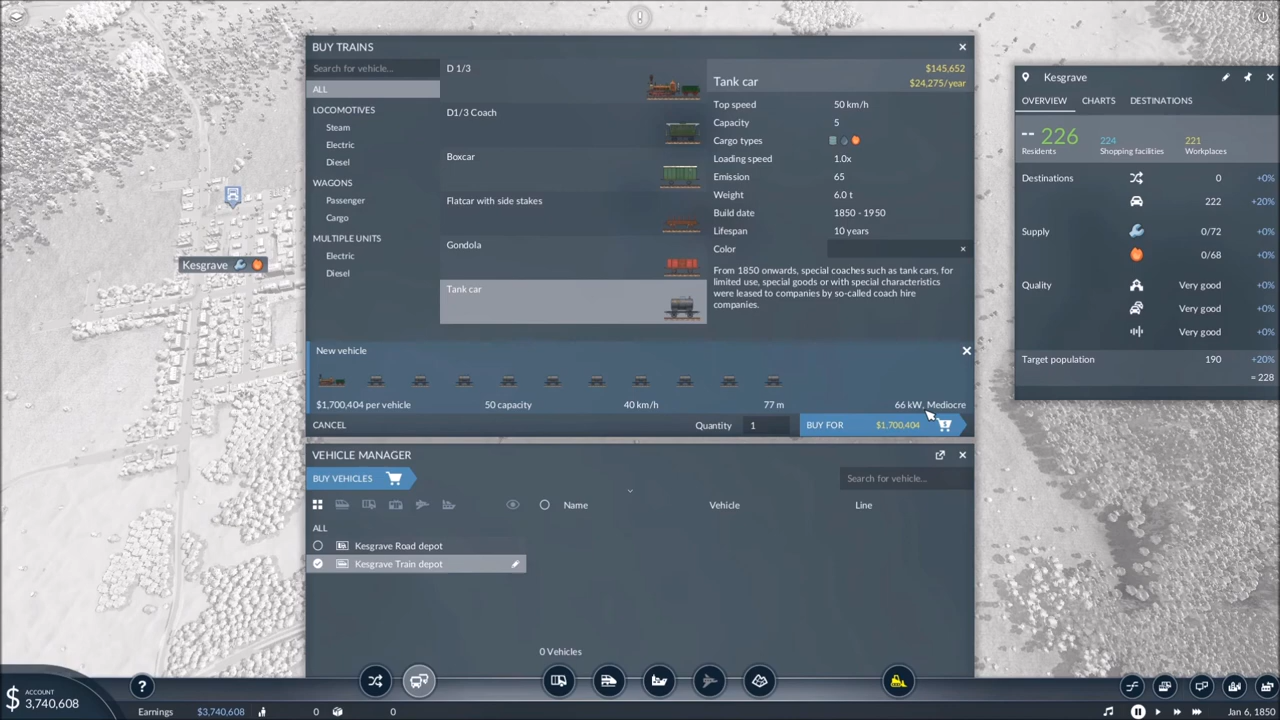 BUY TRAINS
Search for vehicle...
ALL
LOCOMOTIVES
Steam
Electric
Diesel
WAGONS
Passenger
Cargo
MULTIPLE UNITS
Electric
Diesel
D 1/3
D1/3 Coach
Boxcar
Flatcar with side stakes
Gondola
Tank car
Tank car
$145,652
$24,275/year
Top speed 50 km/h
Capacity 5
Cargo types
Loading speed 1.0x
Emission 65
Weight 6.0 t
Build date 1850 - 1950
Lifespan 10 years
Color
From 1850 onwards, special coaches such as tank cars, for
limited use, special goods or with special characteristics
were leased to companies by so-called coach hire
companies.
New vehicle
$1,700,404 per vehicle 50 capacity 40 km/h 77 m 66 kW, Mediocre
CANCEL Quantity 1 BUY FOR $1,700,404
VEHICLE MANAGER
BUY VEHICLES
Search for vehicle...
Name Vehicle Line
ALL
Kesgrave Road depot
Kesgrave Train depot
0 Vehicles
Kesgrave
Kesgrave
OVERVIEW CHARTS DESTINATIONS
-- 226 224 221
Residents Shopping facilities Workplaces
Destinations 0 +0%
222 +20%
Supply 0/72 +0%
0/68 +0%
Quality Very good +0%
Very good +0%
Very good +0%
Target population 190 +20%
= 228
$ ACCOUNT
3,740,608
?
Earnings $3,740,608 0 0
Jan 6, 1850